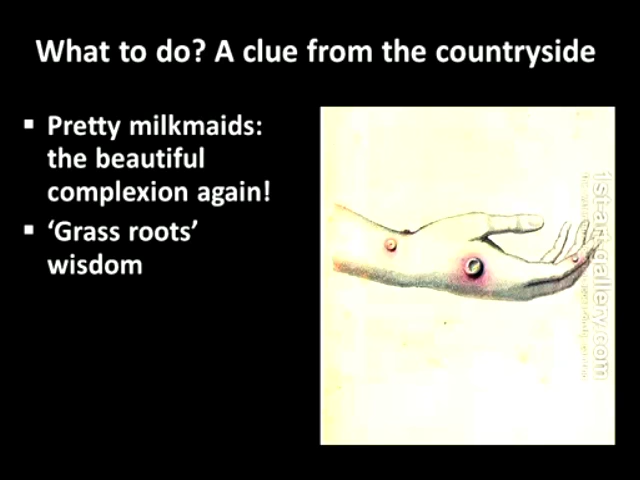 What to do? A clue from the countryside
▪ Pretty milkmaids:
the beautiful
complexion again!
▪ ‘Grass roots’
wisdom
1st-art-gallery.com